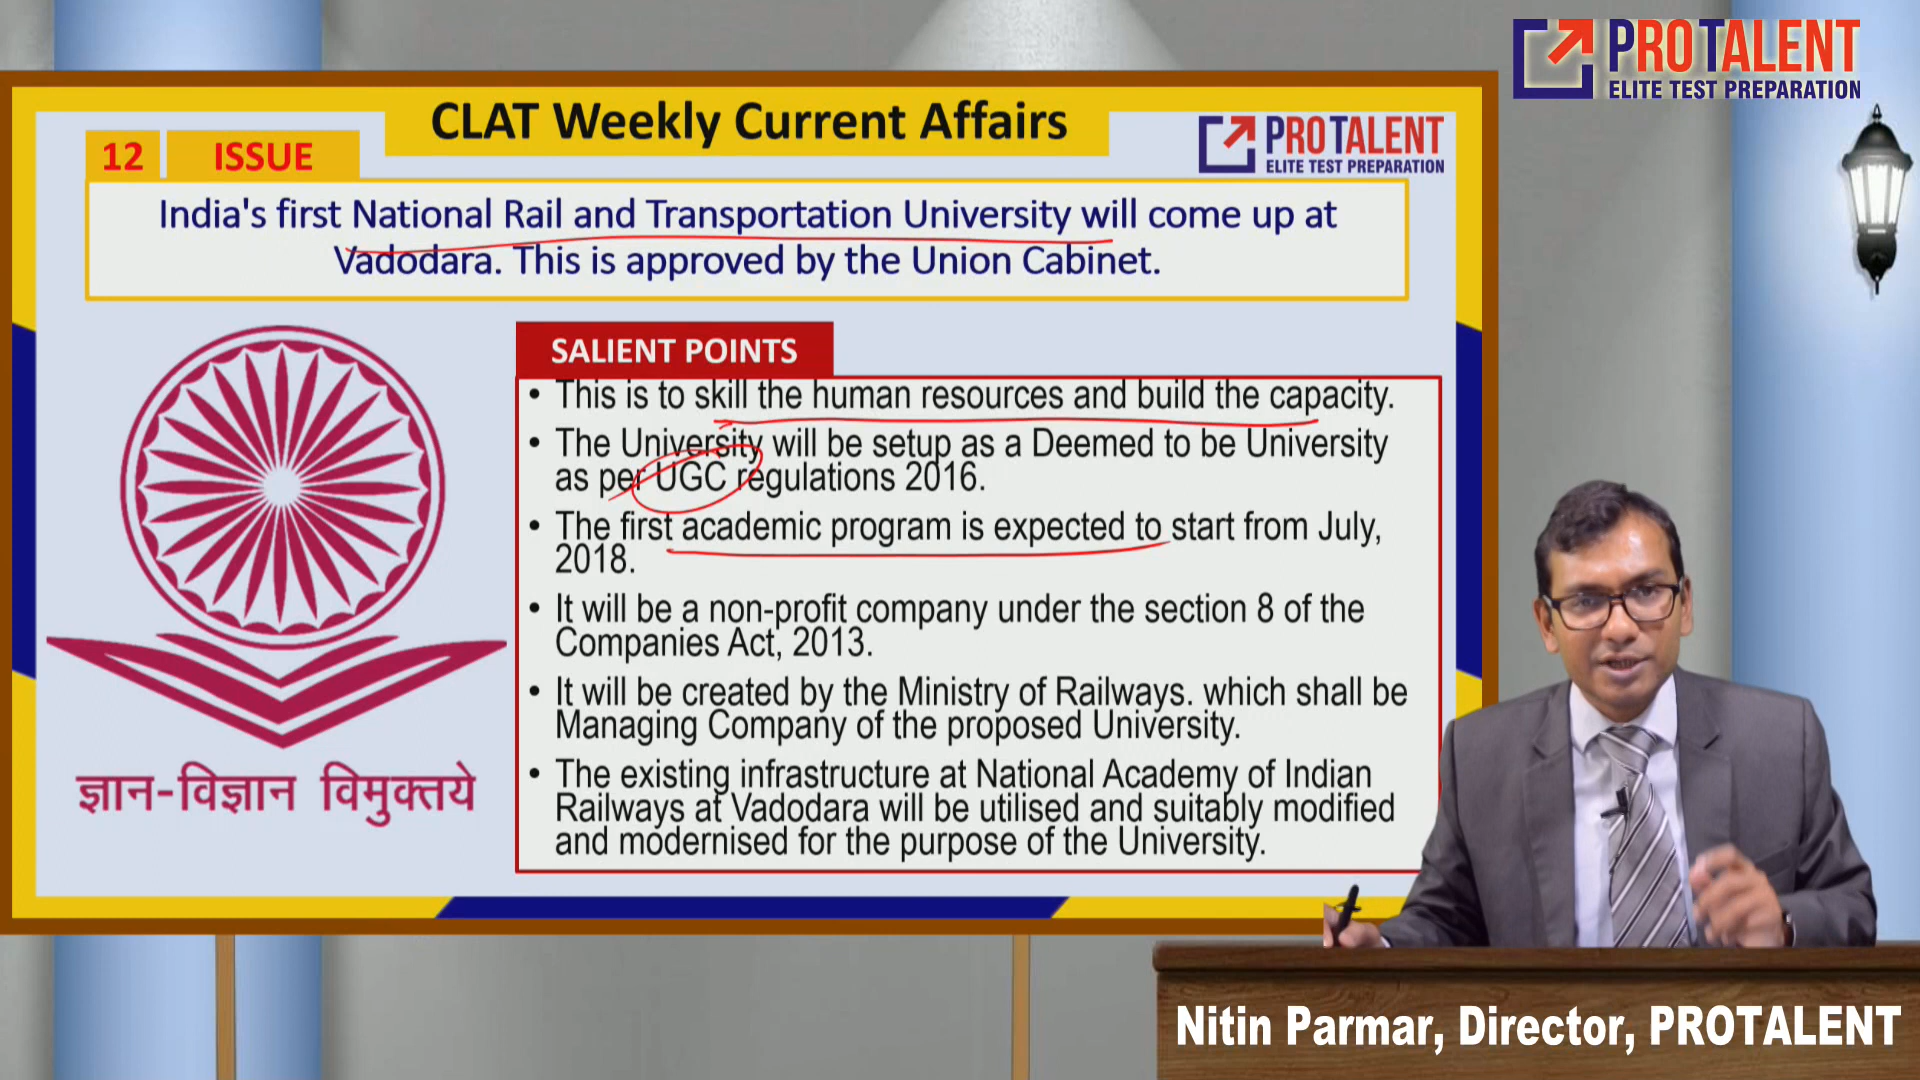 PROTALENT
ELITE TEST PREPARATION
CLAT Weekly Current Affairs
12 ISSUE
PROTALENT
ELITE TEST PREPARATION
India's first National Rail and Transportation University will come up at
Vadodara. This is approved by the Union Cabinet.
SALIENT POINTS
• This is to skill the human resources and build the capacity.
• The University will be setup as a Deemed to be University
as per UGC regulations 2016.
• The first academic program is expected to start from July,
2018.
• It will be a non-profit company under the section 8 of the
Companies Act, 2013.
• It will be created by the Ministry of Railways. which shall be
Managing Company of the proposed University.
• The existing infrastructure at National Academy of Indian
Railways at Vadodara will be utilised and suitably modified
and modernised for the purpose of the University.
ज्ञान-विज्ञान विमुक्तये
Nitin Parmar, Director, PROTALENT